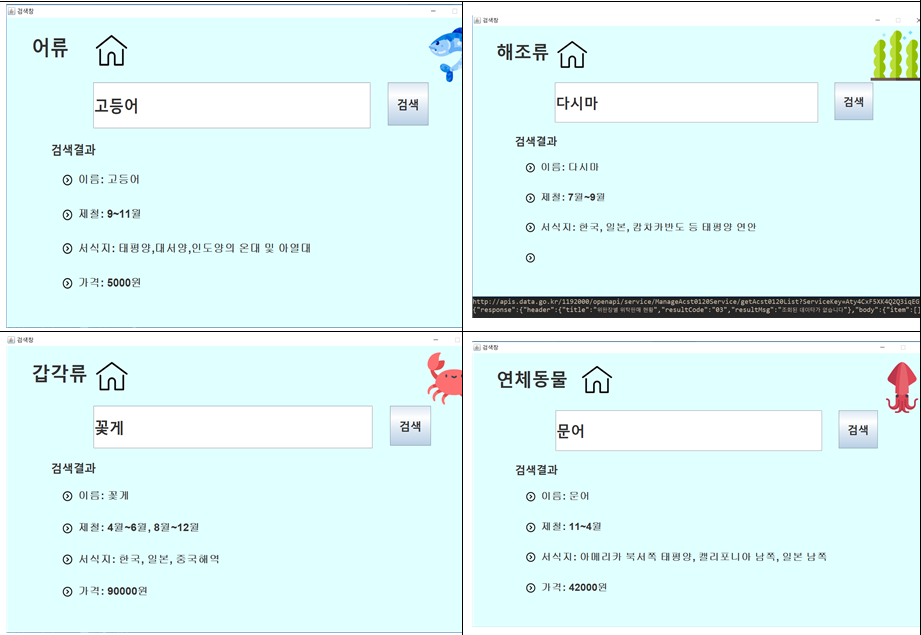 검색창
어류
고등어
검색
검색결과
이름: 고등어
제철: 9~11월
서식지: 태평양,대서양,인도양의 온대 및 아열대
가격: 5000원
검색창
해조류
다시마
검색
검색결과
이름: 다시마
제철: 7월~9월
서식지: 한국, 일본, 캄차카반도 등 태평양 연안
http://apis.data.go.kr/1192000/openapi/service/ManageAcst0120Service/getAcst0120List?ServiceKey=Aty4CxF5XK4Q2Q3iqEG
{"response":{"header":{"title":"위판장별 위탁판매 현황","resultCode":"03","resultMsg":"조회된 데이타가 없습니다"},"body":{"item":[]
검색창
갑각류
꽃게
검색
검색결과
이름: 꽃게
제철: 4월~6월, 8월~12월
서식지: 한국, 일본, 중국해역
가격: 90000원
검색창
연체동물
문어
검색
검색결과
이름: 문어
제철: 11~4월
서식지: 아메리카 북서쪽 태평양, 캘리포니아 남쪽, 일본 남쪽
가격: 42000원